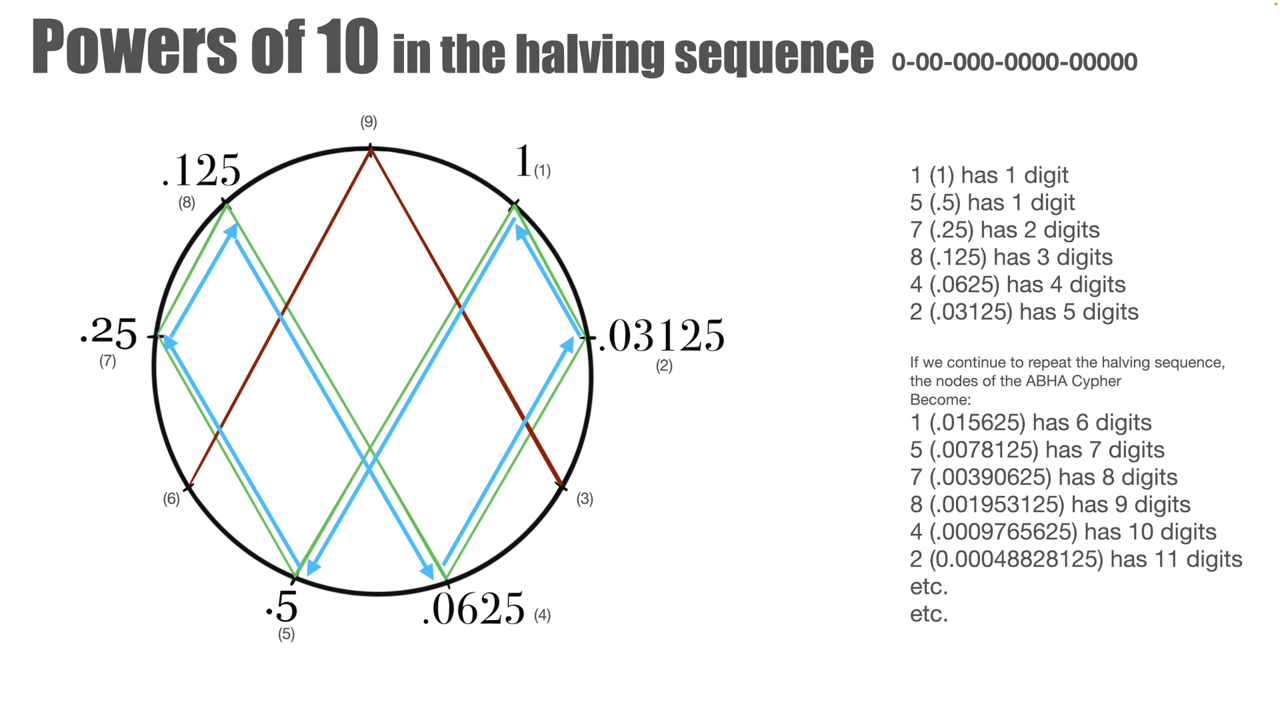 Powers of 10 in the halving sequence 0-00-000-0000-00000
(9)
.125
(8)
1 (1)
.25
(7)
.03125
(2)
(6)
(3)
.5
(5)
.0625 (4)
1 (1) has 1 digit
5 (.5) has 1 digit
7 (.25) has 2 digits
8 (.125) has 3 digits
4 (.0625) has 4 digits
2 (.03125) has 5 digits
If we continue to repeat the halving sequence,
the nodes of the ABHA Cypher
Become:
1 (.015625) has 6 digits
5 (.0078125) has 7 digits
7 (.00390625) has 8 digits
8 (.001953125) has 9 digits
4 (.0009765625) has 10 digits
2 (0.00048828125) has 11 digits
etc.
etc.